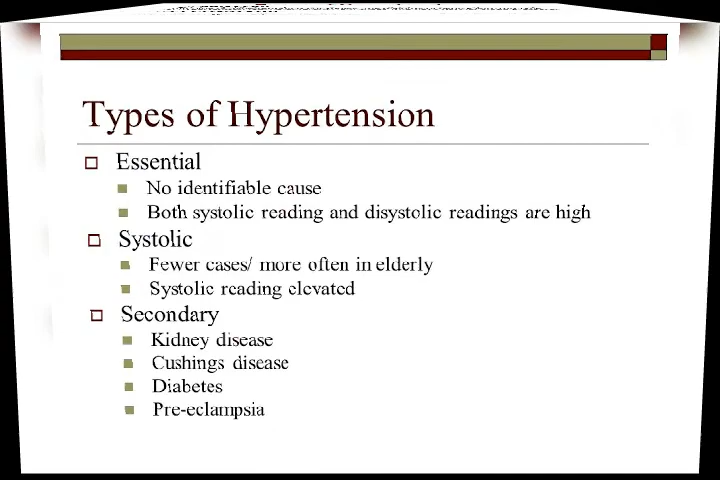 Types of Hypertension
Essential
No identifiable cause
Both systolic reading and disystolic readings are high
Systolic
Fewer cases/ more often in elderly
Systolic reading elevated
Secondary
Kidney disease
Cushings disease
Diabetes
Pre-eclampsia